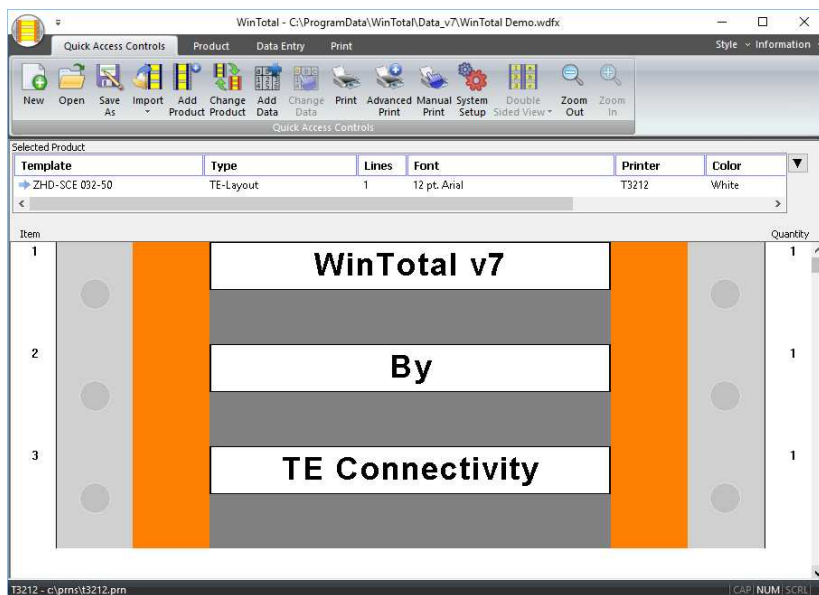 WinTotal - C:\ProgramData\WinTotal\Data_v7\WinTotal Demo.wdfx
Quick Access Controls Product Data Entry Print Style Information
New Open Save As Import Add Product Change Product Add Data Change Data Print Advanced Print Manual Print System Setup Double Sided View Zoom Out Zoom In
Quick Access Controls
Selected Product
Template Type Lines Font Printer Color
ZHD-SCE 032-50 TE-Layout 1 12 pt. Arial T3212 White
Item Quantity
1 WinTotal v7 1
2 By 1
3 TE Connectivity 1
T3212 - c:\prns\t3212.prn CAP NUM SCRL